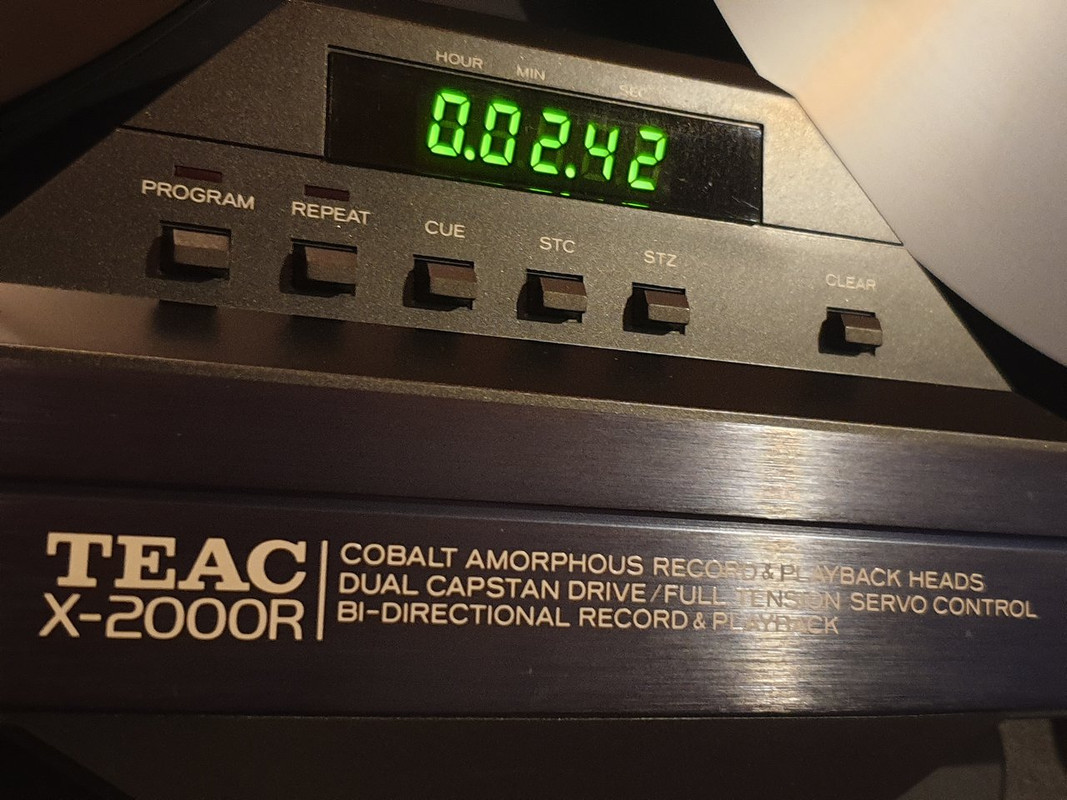 HOUR MIN SEC
0.02.42
PROGRAM REPEAT CUE STC STZ CLEAR
TEAC
X-2000R
COBALT AMORPHOUS RECORD & PLAYBACK HEADS
DUAL CAPSTAN DRIVE/FULL TENSION SERVO CONTROL
BI-DIRECTIONAL RECORD & PLAYBACK